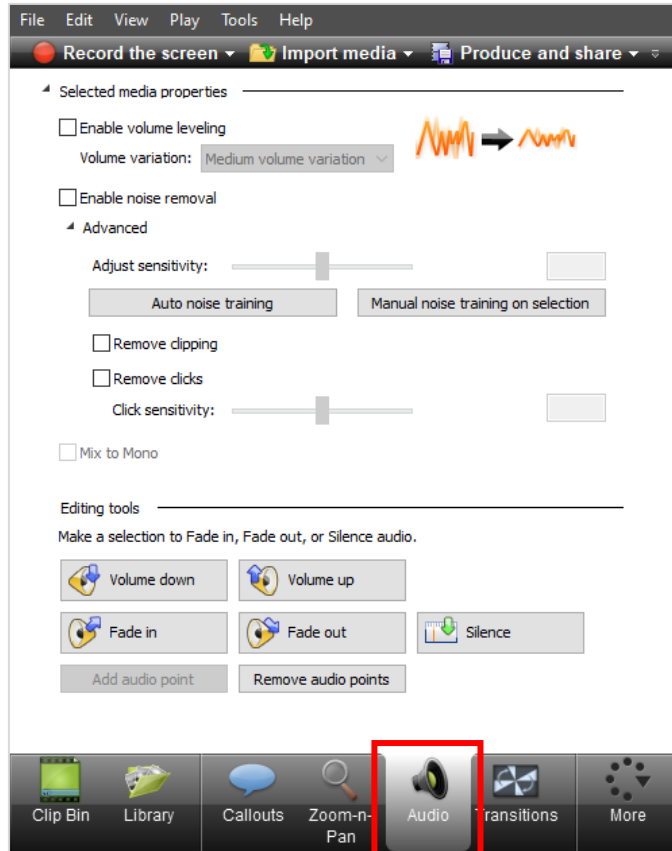 File Edit View Play Tools Help
Record the screen Import media Produce and share
Selected media properties
Enable volume leveling
Volume variation: Medium volume variation
Enable noise removal
Advanced
Adjust sensitivity:
Auto noise training Manual noise training on selection
Remove clipping
Remove clicks
Click sensitivity:
Mix to Mono
Editing tools
Make a selection to Fade in, Fade out, or Silence audio.
Volume down Volume up
Fade in Fade out Silence
Add audio point Remove audio points
Clip Bin Library Callouts Zoom-n- Audio Transitions More
Pan